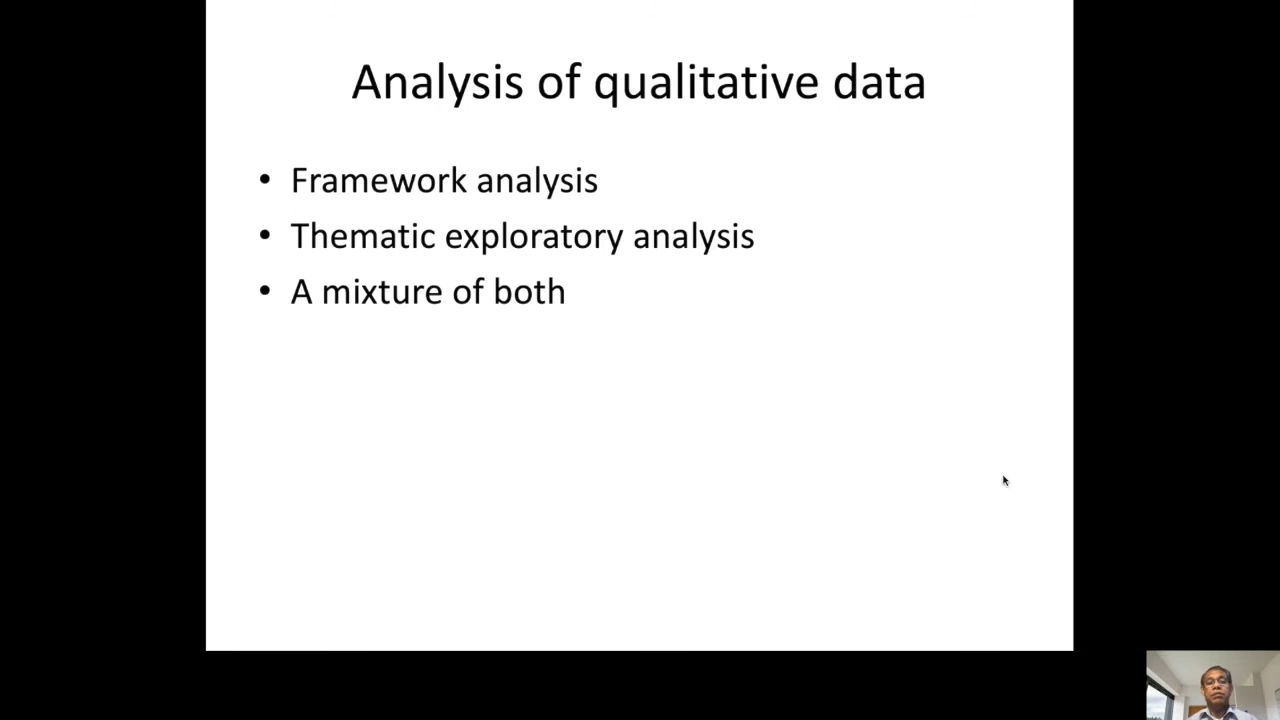 Analysis of qualitative data
• Framework analysis
• Thematic exploratory analysis
• A mixture of both